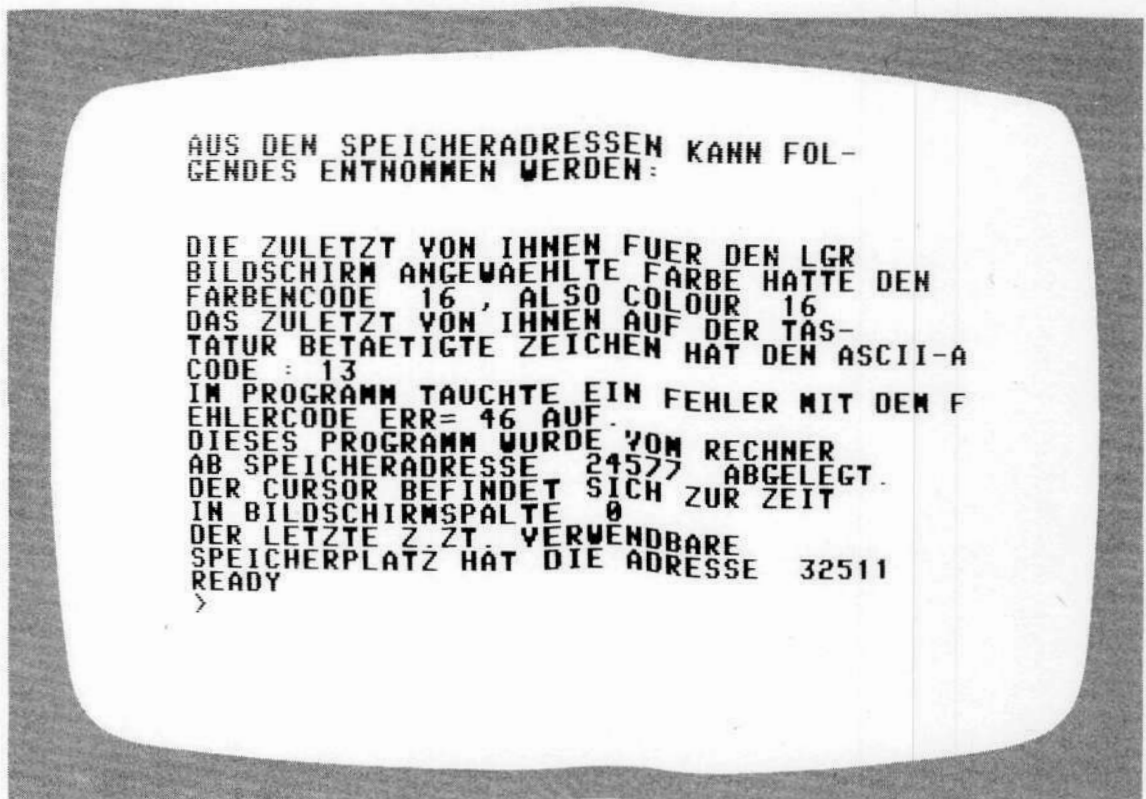 AUS DEN SPEICHERADRESSEN KANN FOL-
GENDES ENTNOMMEN WERDEN:
DIE ZULETZT VON IHNEN FUER DEN LGR
BILDSCHIRM ANGEWAEHLTE FARBE HATTE DEN
FARBENCODE  16 , ALSO COLOUR  16
DAS ZULETZT VON IHNEN AUF DER TAS-
TATUR BETAETIGTE ZEICHEN HAT DEN ASCII-A
CODE : 13
IM PROGRAMM TAUCHTE EIN FEHLER MIT DEM F
EHLERCODE ERR= 46 AUF.
DIESES PROGRAMM WURDE VOM RECHNER
AB SPEICHERADRESSE  24577  ABGELEGT.
DER CURSOR BEFINDET SICH ZUR ZEIT
IN BILDSCHIRMSPALTE  0
DER LETZTE Z.ZT. VERWENDBARE
SPEICHERPLATZ HAT DIE ADRESSE  32511
READY
>